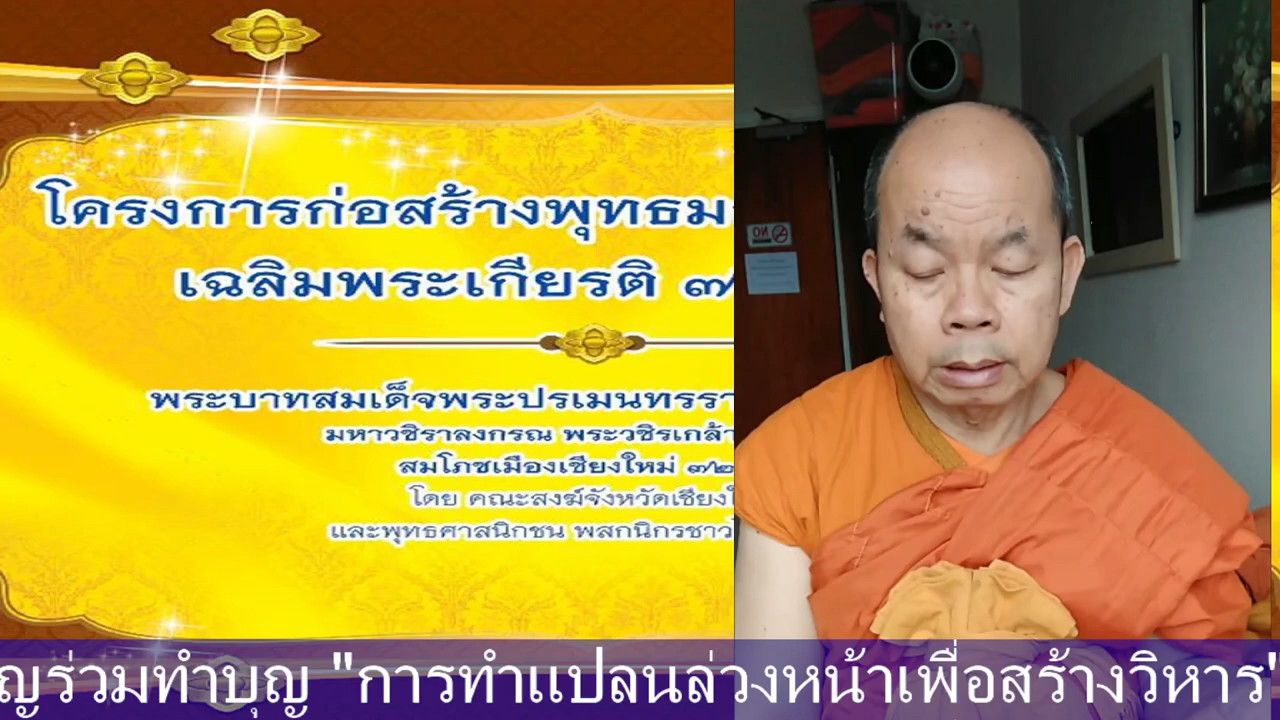 โครงการก่อสร้างพุทธม
เฉลิมพระเกียรติ ๗
พระบาทสมเด็จพระปรเมนทรรา
มหาวชิราลงกรณ พระวชิรเกล้า
สมโภชเมืองเชียงใหม่ ๗๒
โดย คณะสงฆ์จังหวัดเชียงใ
และพุทธศาสนิกชน พสกนิกรชาว
ญร่วมทำบุญ "การทำแปลนล่วงหน้าเพื่อสร้างวิหาร"